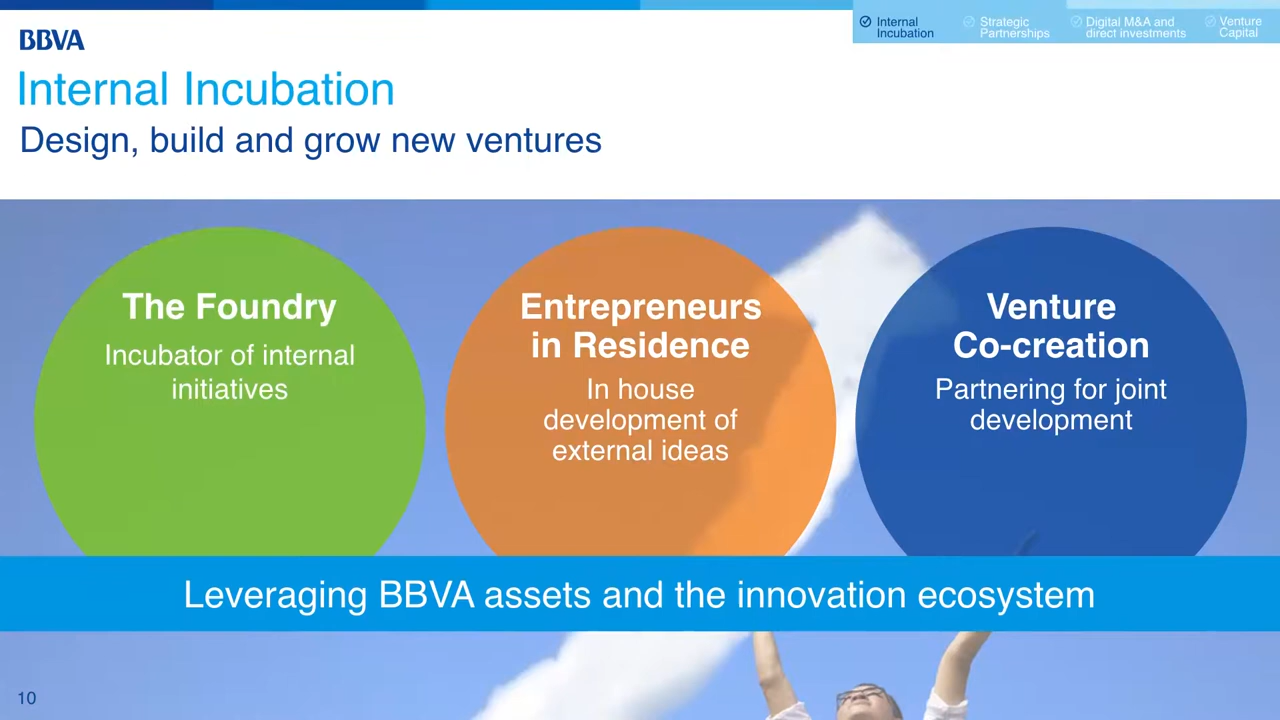 BBVA
Internal
Incubation
Strategic
Partnerships
Digital M&A and
direct investments
Venture
Capital
Internal Incubation
Design, build and grow new ventures
The Foundry
Incubator of internal
initiatives
Entrepreneurs
in Residence
In house
development of
external ideas
Venture
Co-creation
Partnering for joint
development
Leveraging BBVA assets and the innovation ecosystem
10